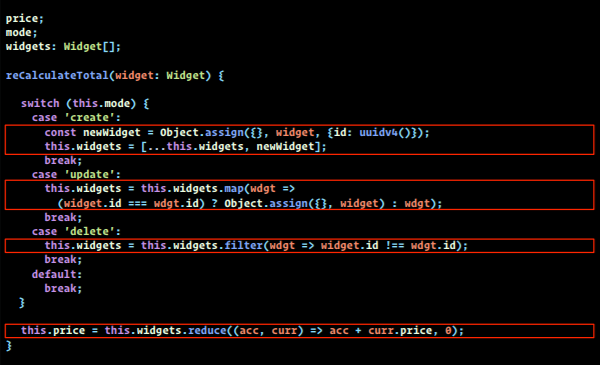 price;
mode;
widgets: Widget[];
reCalculateTotal(widget: Widget) {
switch (this.mode) {
case 'create':
const newWidget = Object.assign({}, widget, {id: uuidv4()});
this.widgets = [...this.widgets, newWidget];
break;
case 'update':
this.widgets = this.widgets.map(wdgt =>
(widget.id === wdgt.id) ? Object.assign({}, widget) : wdgt);
break;
case 'delete':
this.widgets = this.widgets.filter(wdgt => widget.id !== wdgt.id);
break;
default:
break;
}
this.price = this.widgets.reduce((acc, curr) => acc + curr.price, 0);
}